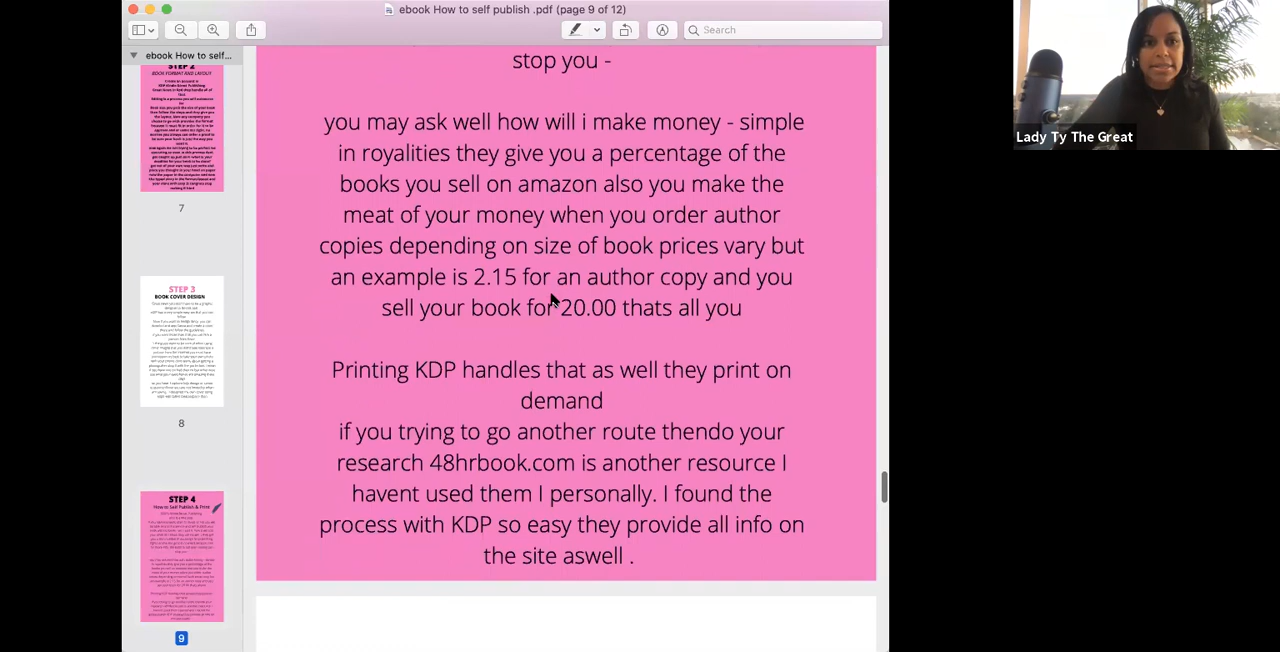 ebook How to self publish .pdf (page 9 of 12)
Search
ebook How to self...
STEP 2
BOOK FORMAT AND LAYOUT
7
STEP 3
BOOK COVER DESIGN
8
STEP 4
How to Self Publish & Print
9
stop you -
you may ask well how will i make money - simple
in royalities they give you a percentage of the
books you sell on amazon also you make the
meat of your money when you order author
copies depending on size of book prices vary but
an example is 2.15 for an author copy and you
sell your book for 20.00 thats all you
Printing KDP handles that as well they print on
demand
if you trying to go another route thendo your
research 48hrbook.com is another resource I
havent used them I personally. I found the
process with KDP so easy they provide all info on
the site aswell .
Lady Ty The Great